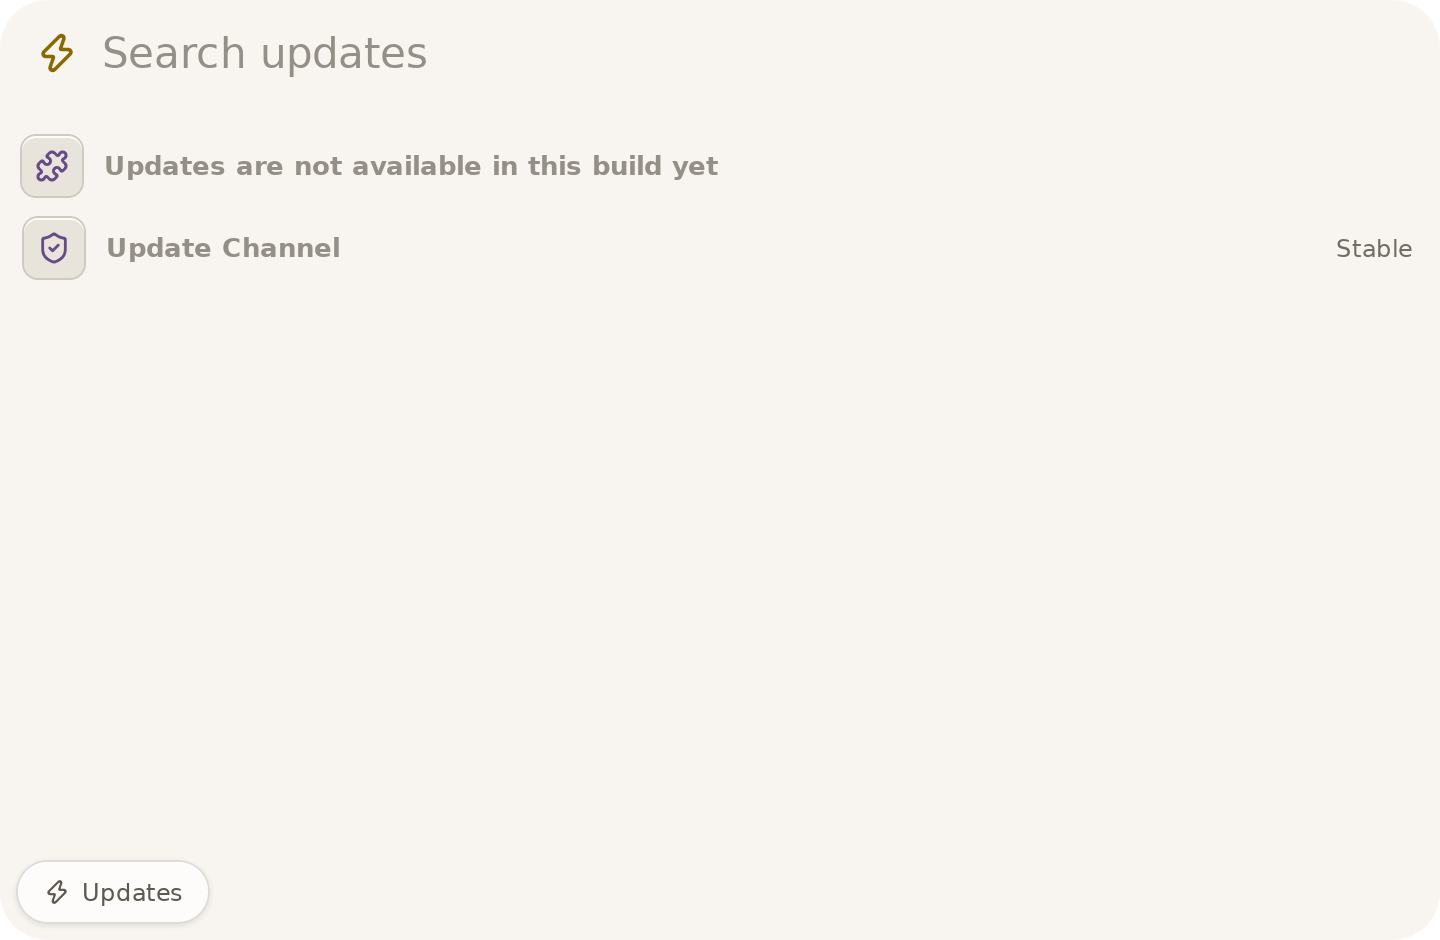 Search updates
Updates are not available in this build yet
Update Channel
Stable
Updates